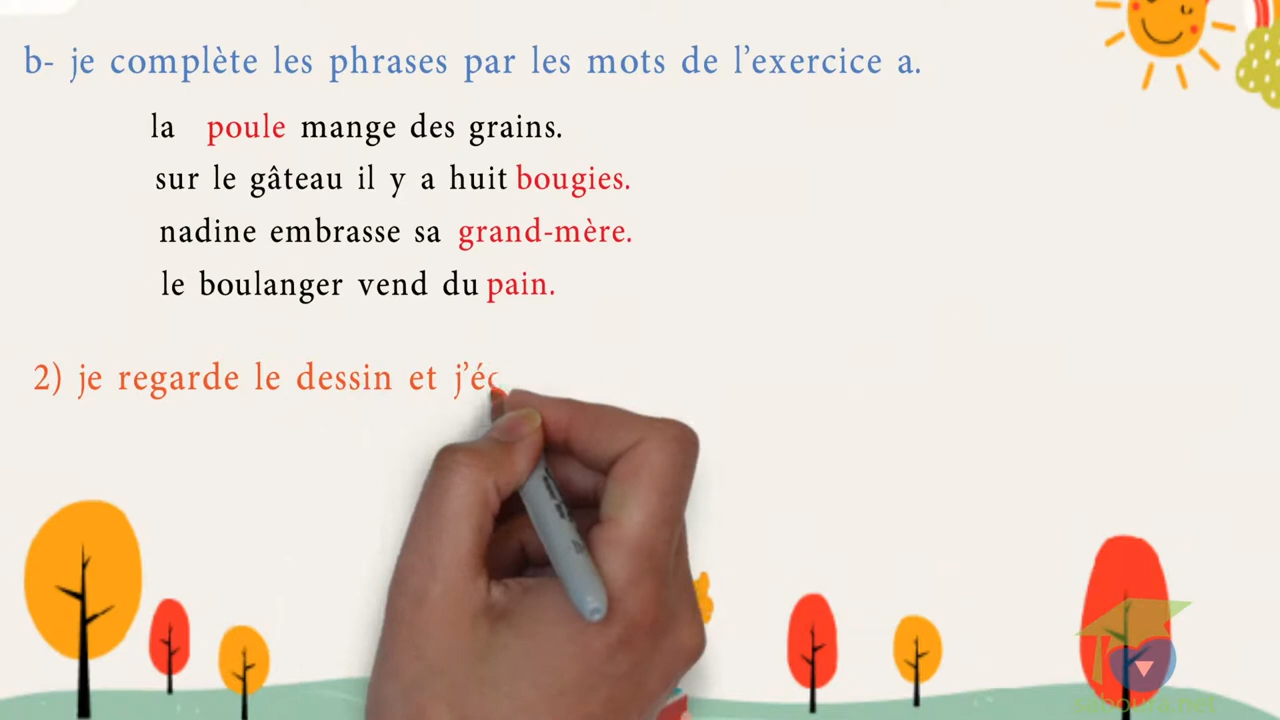 b- je complète les phrases par les mots de l'exercice a.
la poule mange des grains.
sur le gâteau il y a huit bougies.
nadine embrasse sa grand-mère.
le boulanger vend du pain.
2) je regarde le dessin et j'éc